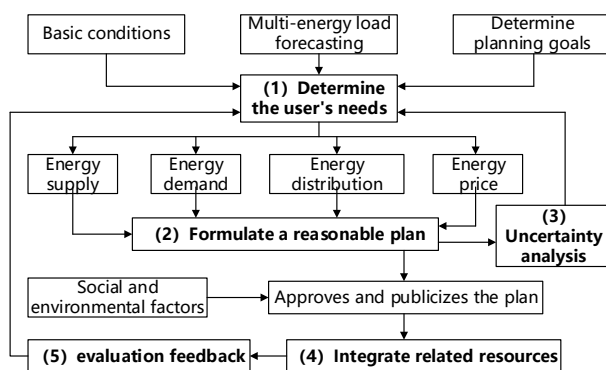 Basic conditions
Multi-energy load
forecasting
Determine
planning goals
(1) Determine
the user's needs
Energy
supply
Energy
demand
Energy
distribution
Energy
price
(2) Formulate a reasonable plan
(3)
Uncertainty
analysis
Social and
environmental factors
Approves and publicizes the plan
(5) evaluation feedback
(4) Integrate related resources